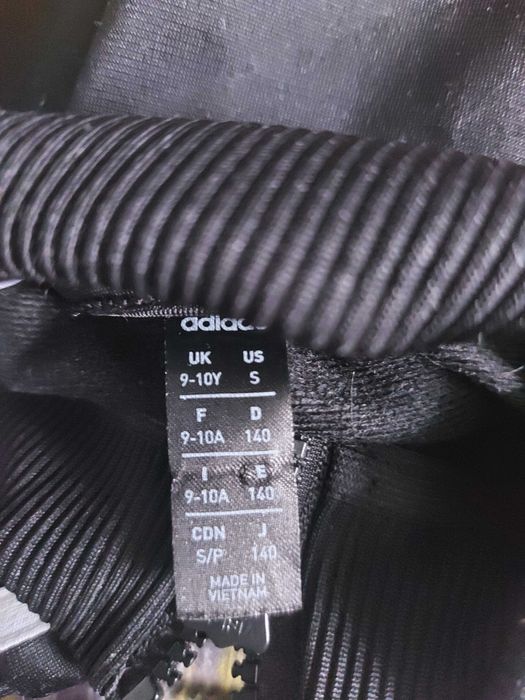 adidas
UK US
9-10Y S
F D
9-10A 140
I E
9-10A 140
CDN J
S/P 140
MADE IN
VIETNAM